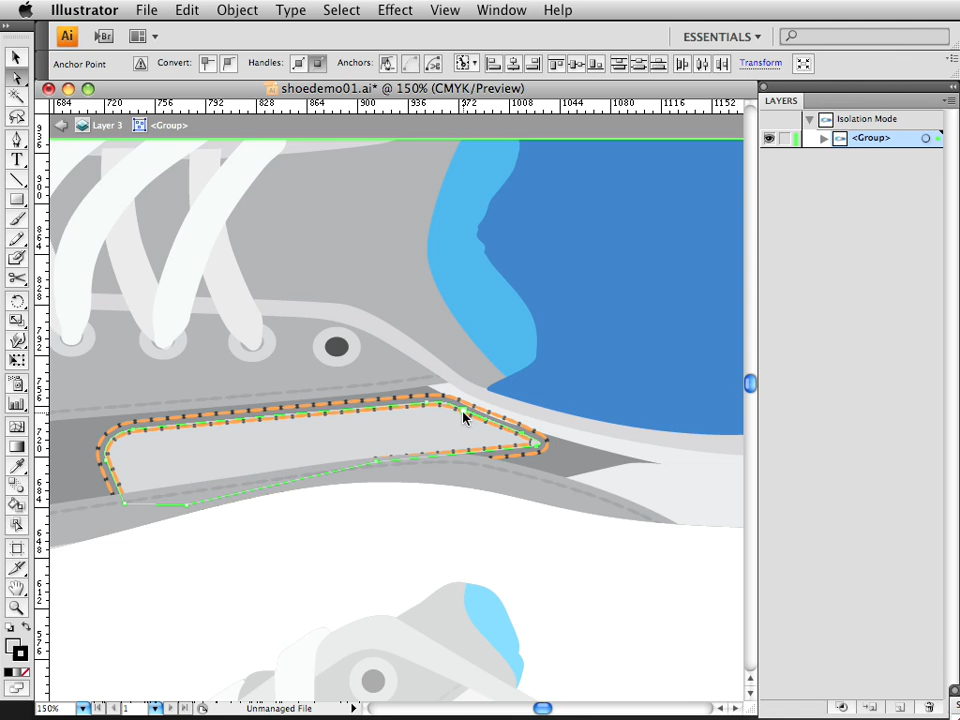 Illustrator File Edit Object Type Select Effect View Window Help
Ai Br ESSENTIALS
Anchor Point Convert: Handles: Anchors: Transform
shoedemo01.ai* @ 150% (CMYK/Preview)
LAYERS
684 720 756 792 828 864 900 972 1008 1044 1080 1116 1152
Layer 3 <Group>
Isolation Mode
<Group>
T
150% 1 Unmanaged File